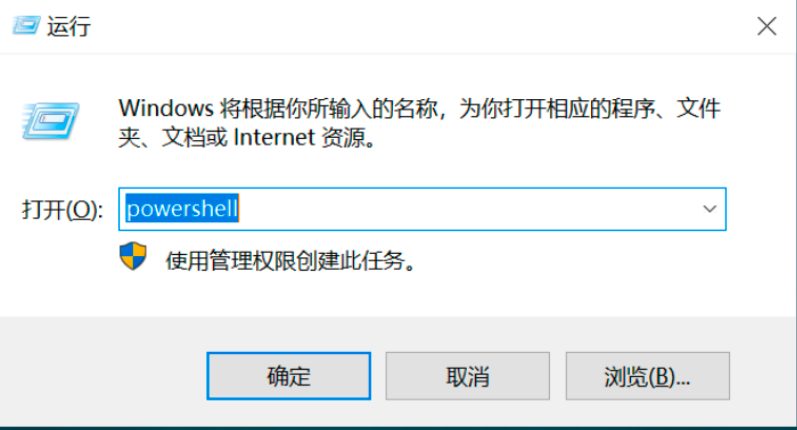 运行
Windows 将根据你所输入的名称，为你打开相应的程序、文件
夹、文档或 Internet 资源。
打开(O): powershell
使用管理权限创建此任务。
确定 取消 浏览(B)...